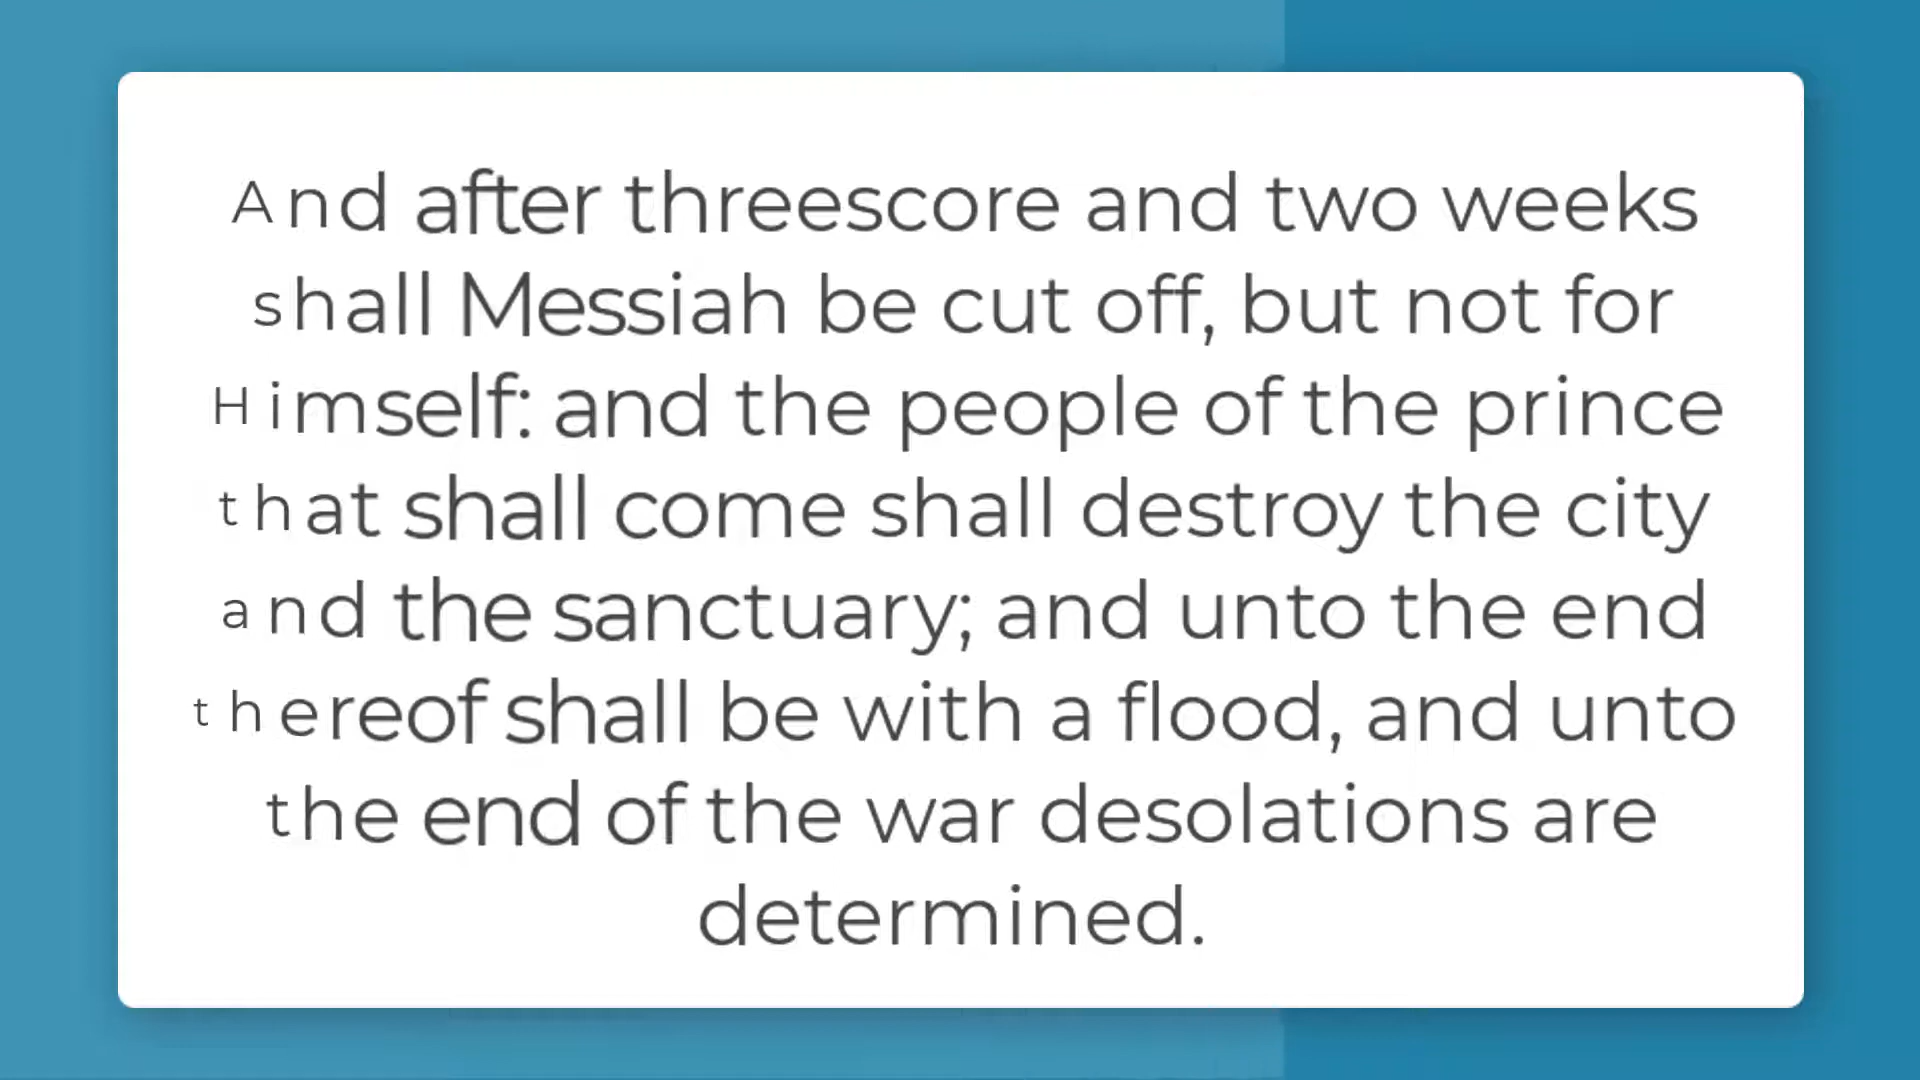 And after threescore and two weeks
shall Messiah be cut off, but not for
Himself: and the people of the prince
that shall come shall destroy the city
and the sanctuary; and unto the end
thereof shall be with a flood, and unto
the end of the war desolations are
determined.